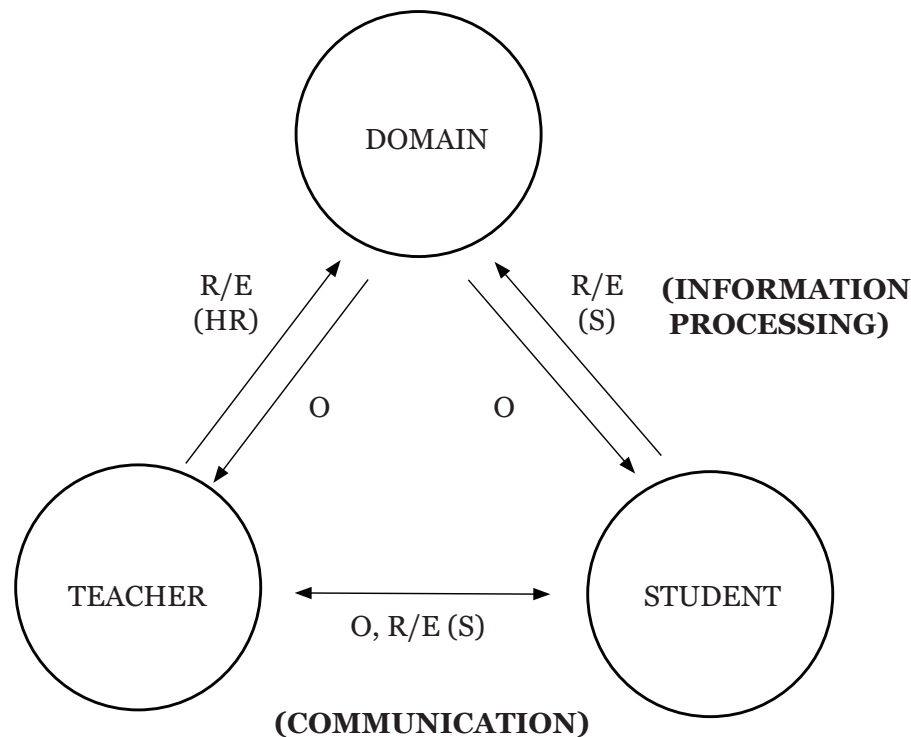 DOMAIN
R/E
(HR)
R/E
(S)
(INFORMATION
PROCESSING)
O
O
TEACHER
STUDENT
O, R/E (S)
(COMMUNICATION)